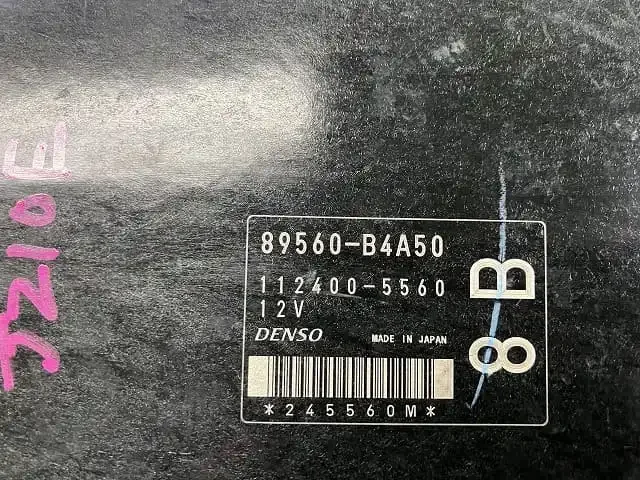 J210E
89560-B4A50
112400-5560
12V
DENSO MADE IN JAPAN
*245560M*
8B